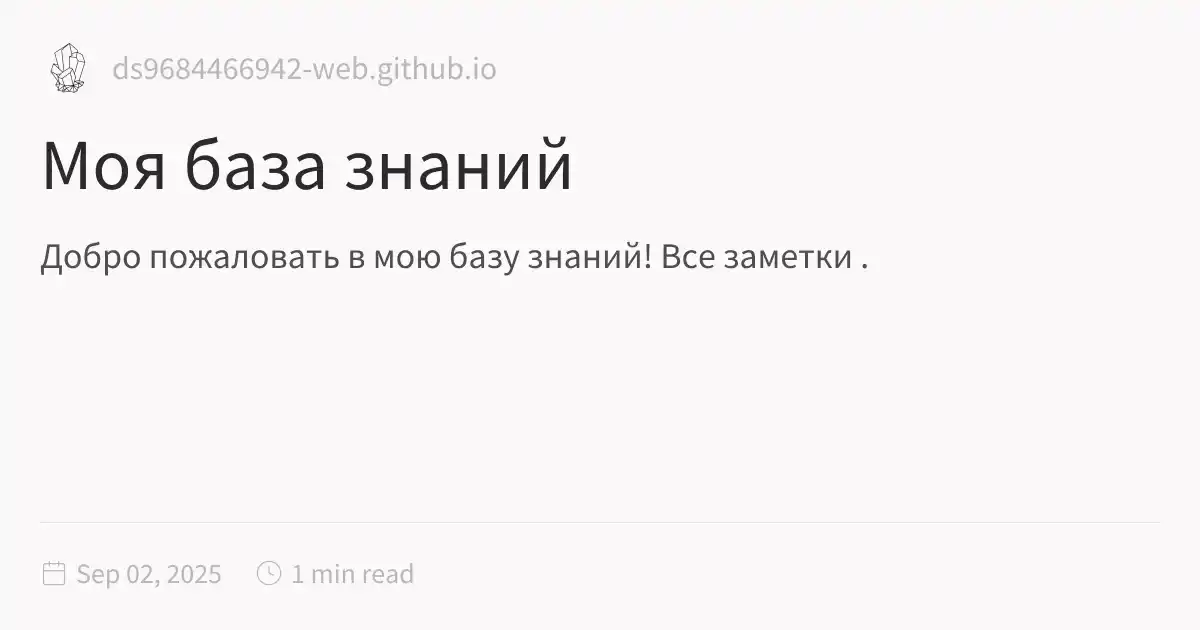 ds9684466942-web.github.io
Моя база знаний
Добро пожаловать в мою базу знаний! Все заметки .
Sep 02, 2025 1 min read